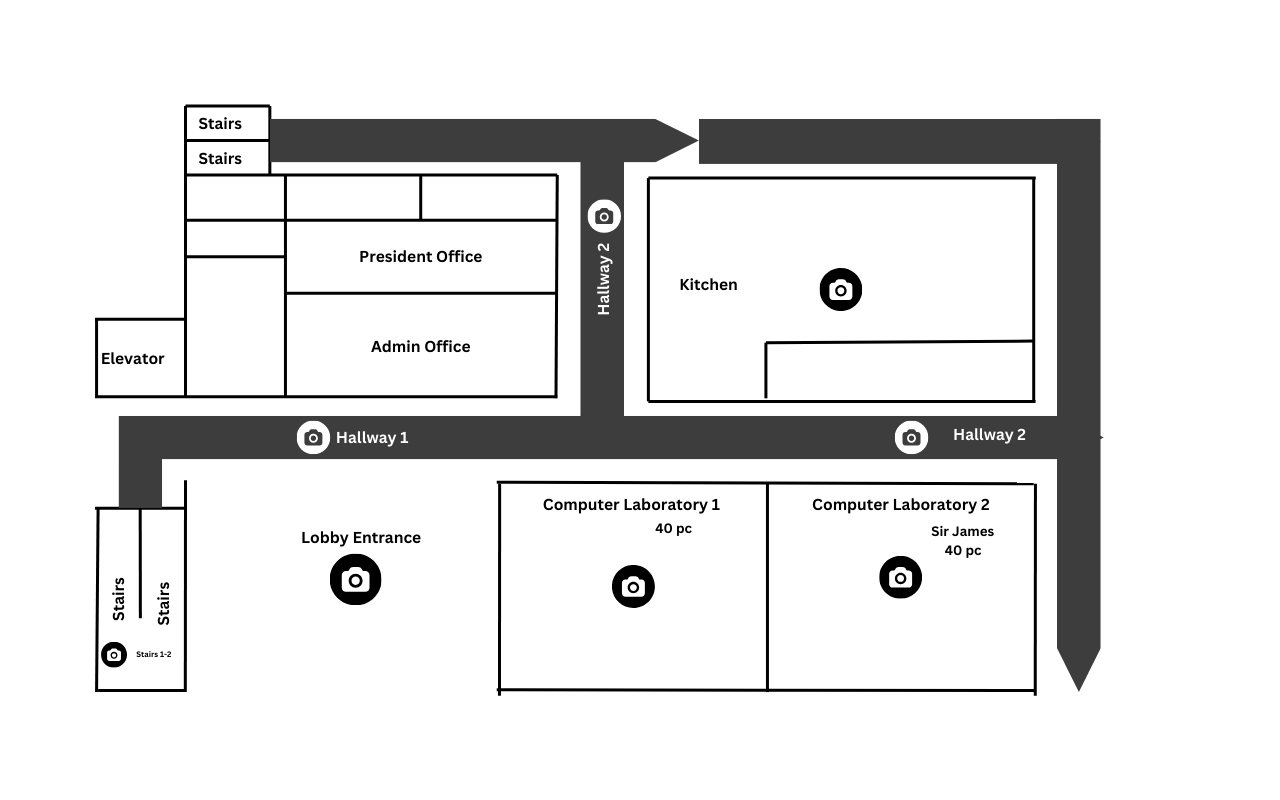 Stairs
Stairs
President Office
Hallway 2
Kitchen
Admin Office
Elevator
Hallway 1
Hallway 2
Computer Laboratory 1
40 pc
Computer Laboratory 2
Sir James
40 pc
Lobby Entrance
Stairs
Stairs
Stairs 1-2